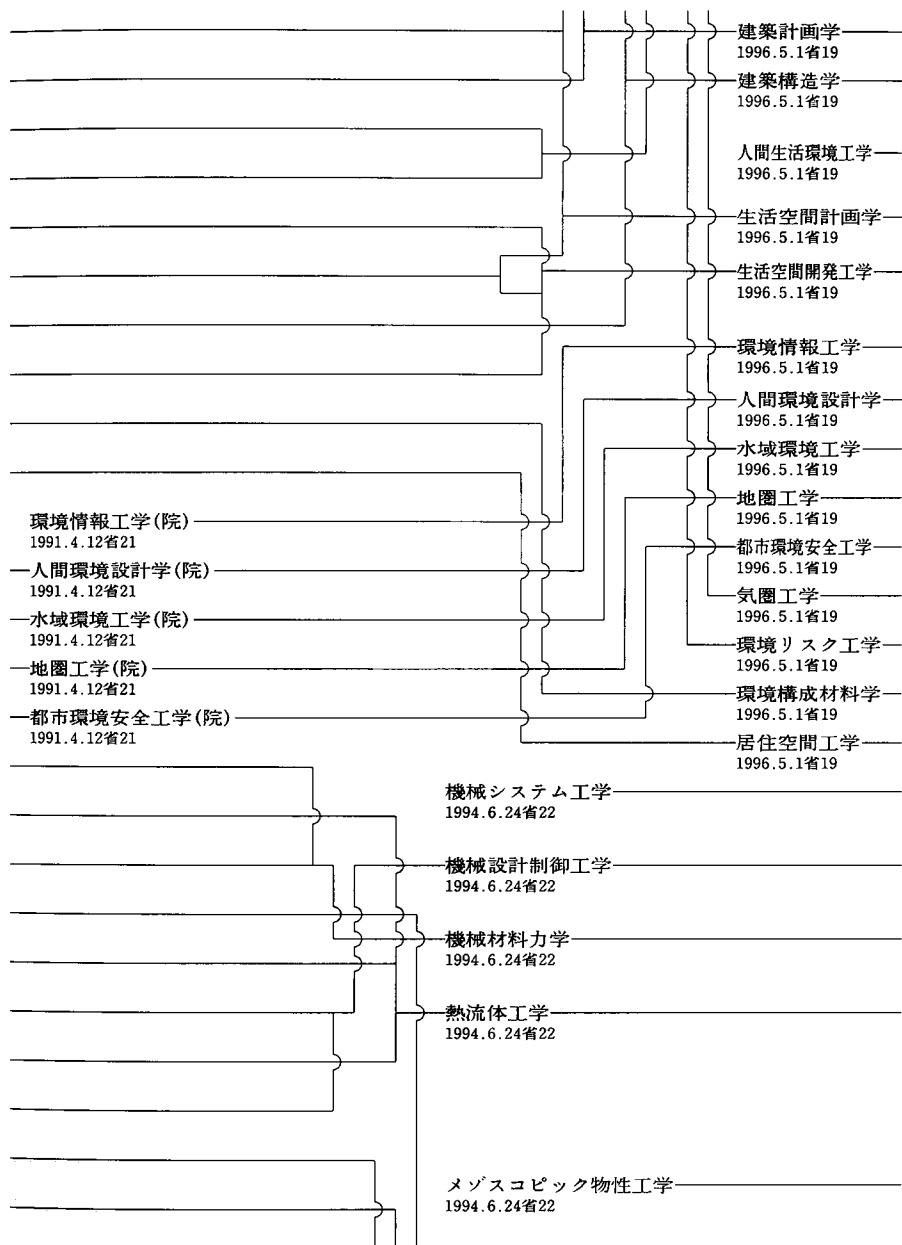 建築計画学
1996.5.1省19
建築構造学
1996.5.1省19
人間生活環境工学
1996.5.1省19
生活空間計画学
1996.5.1省19
生活空間開発工学
1996.5.1省19
環境情報工学
1996.5.1省19
人間環境設計学
1996.5.1省19
水域環境工学
1996.5.1省19
地圏工学
1996.5.1省19
都市環境安全工学
1996.5.1省19
気圏工学
1996.5.1省19
環境リスク工学
1996.5.1省19
環境構成材料学
1996.5.1省19
居住空間工学
1996.5.1省19
環境情報工学(院)
1991.4.12省21
人間環境設計学(院)
1991.4.12省21
水域環境工学(院)
1991.4.12省21
地圏工学(院)
1991.4.12省21
都市環境安全工学(院)
1991.4.12省21
機械システム工学
1994.6.24省22
機械設計制御工学
1994.6.24省22
機械材料力学
1994.6.24省22
熱流体工学
1994.6.24省22
メゾスコピック物性工学
1994.6.24省22